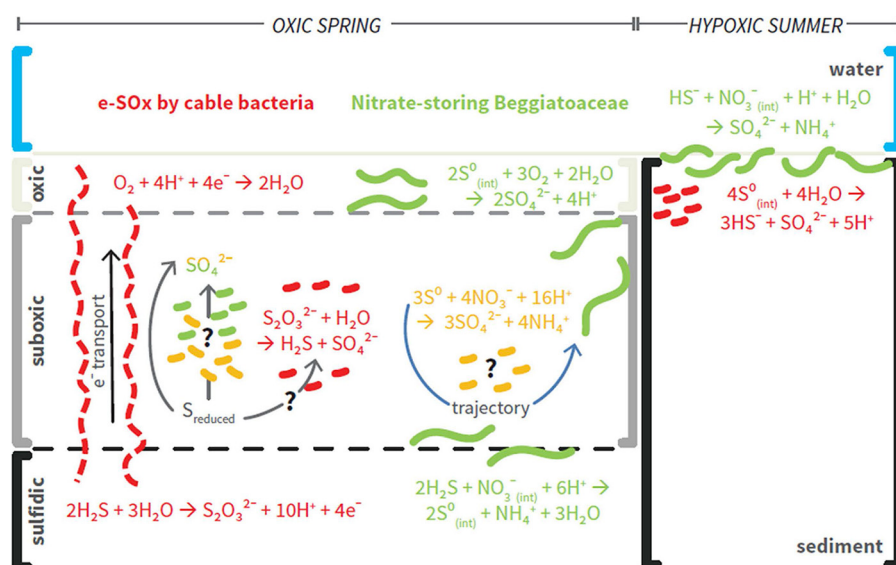 OXIC SPRING
HYPOXIC SUMMER
water
e-SOx by cable bacteria
Nitrate-storing Beggiatoaceae
HS⁻ + NO₃⁻ (int) + H⁺ + H₂O
→ SO₄²⁻ + NH₄⁺
oxic
O₂ + 4H⁺ + 4e⁻ → 2H₂O
2S⁰(int) + 3O₂ + 2H₂O
→ 2SO₄²⁻ + 4H⁺
4S⁰(int) + 4H₂O →
3HS⁻ + SO₄²⁻ + 5H⁺
suboxic
e⁻ transport
SO₄²⁻
?
S₂O₃²⁻ + H₂O
→ H₂S + SO₄²⁻
S reduced
?
3S⁰ + 4NO₃⁻ + 16H⁺
→ 3SO₄²⁻ + 4NH₄⁺
?
trajectory
sulfidic
2H₂S + 3H₂O → S₂O₃²⁻ + 10H⁺ + 4e⁻
2H₂S + NO₃⁻ (int) + 6H⁺ →
2S⁰(int) + NH₄⁺ + 3H₂O
sediment